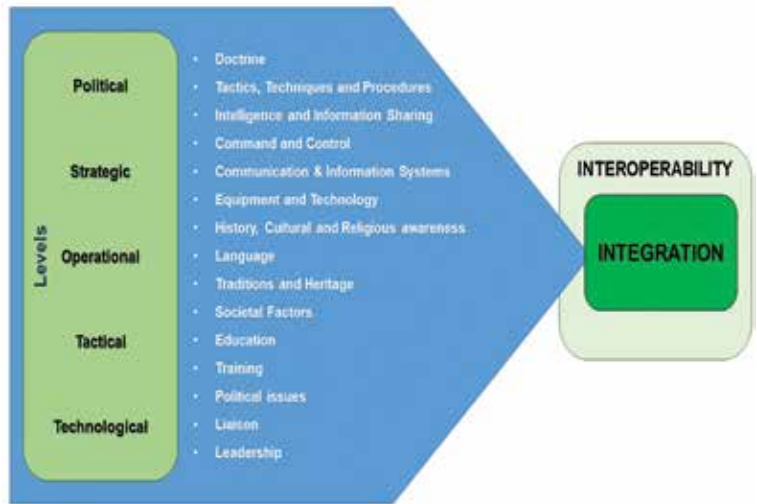 Levels
Political
Strategic
Operational
Tactical
Technological
• Doctrine
• Tactics, Techniques and Procedures
• Intelligence and Information Sharing
• Command and Control
• Communication & Information Systems
• Equipment and Technology
• History, Cultural and Religious awareness
• Language
• Traditions and Heritage
• Societal Factors
• Education
• Training
• Political issues
• Liaison
• Leadership
INTEROPERABILITY
INTEGRATION